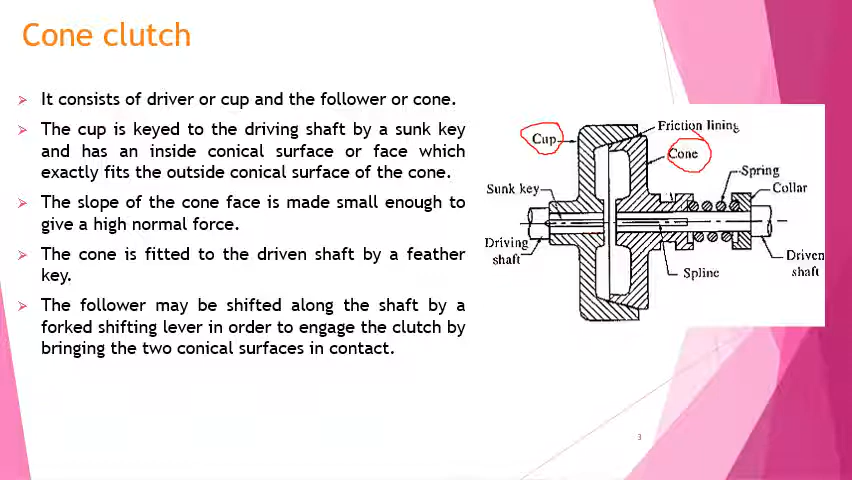 Cone clutch
➢ It consists of driver or cup and the follower or cone.
➢ The cup is keyed to the driving shaft by a sunk key
and has an inside conical surface or face which
exactly fits the outside conical surface of the cone.
➢ The slope of the cone face is made small enough to
give a high normal force.
➢ The cone is fitted to the driven shaft by a feather
key.
➢ The follower may be shifted along the shaft by a
forked shifting lever in order to engage the clutch by
bringing the two conical surfaces in contact.
Friction lining
Cup
Cone
Spring
Sunk key
Collar
Driving
shaft
Driven
shaft
Spline
3